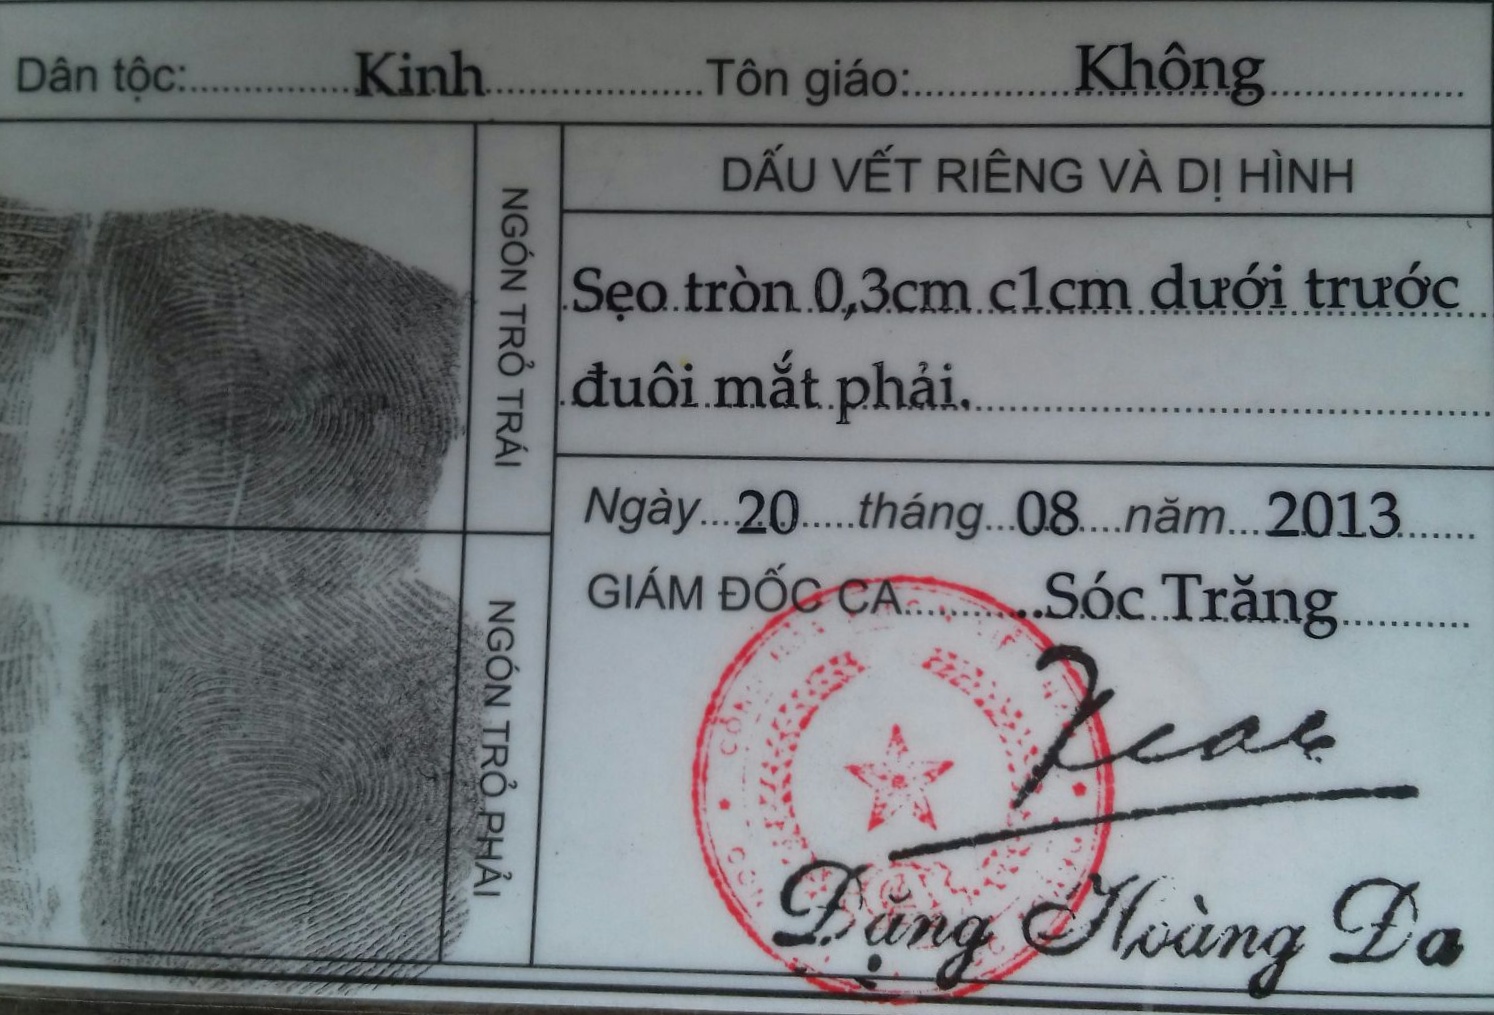 Dân tộc: Kinh Tôn giáo: Không
NGÓN TRỎ TRÁI
NGÓN TRỎ PHẢI
DẤU VẾT RIÊNG VÀ DỊ HÌNH
Sẹo tròn 0,3cm c1cm dưới trước
đuôi mắt phải.
Ngày 20 tháng 08 năm 2013
GIÁM ĐỐC CA Sóc Trăng
Đặng Hoàng Đa